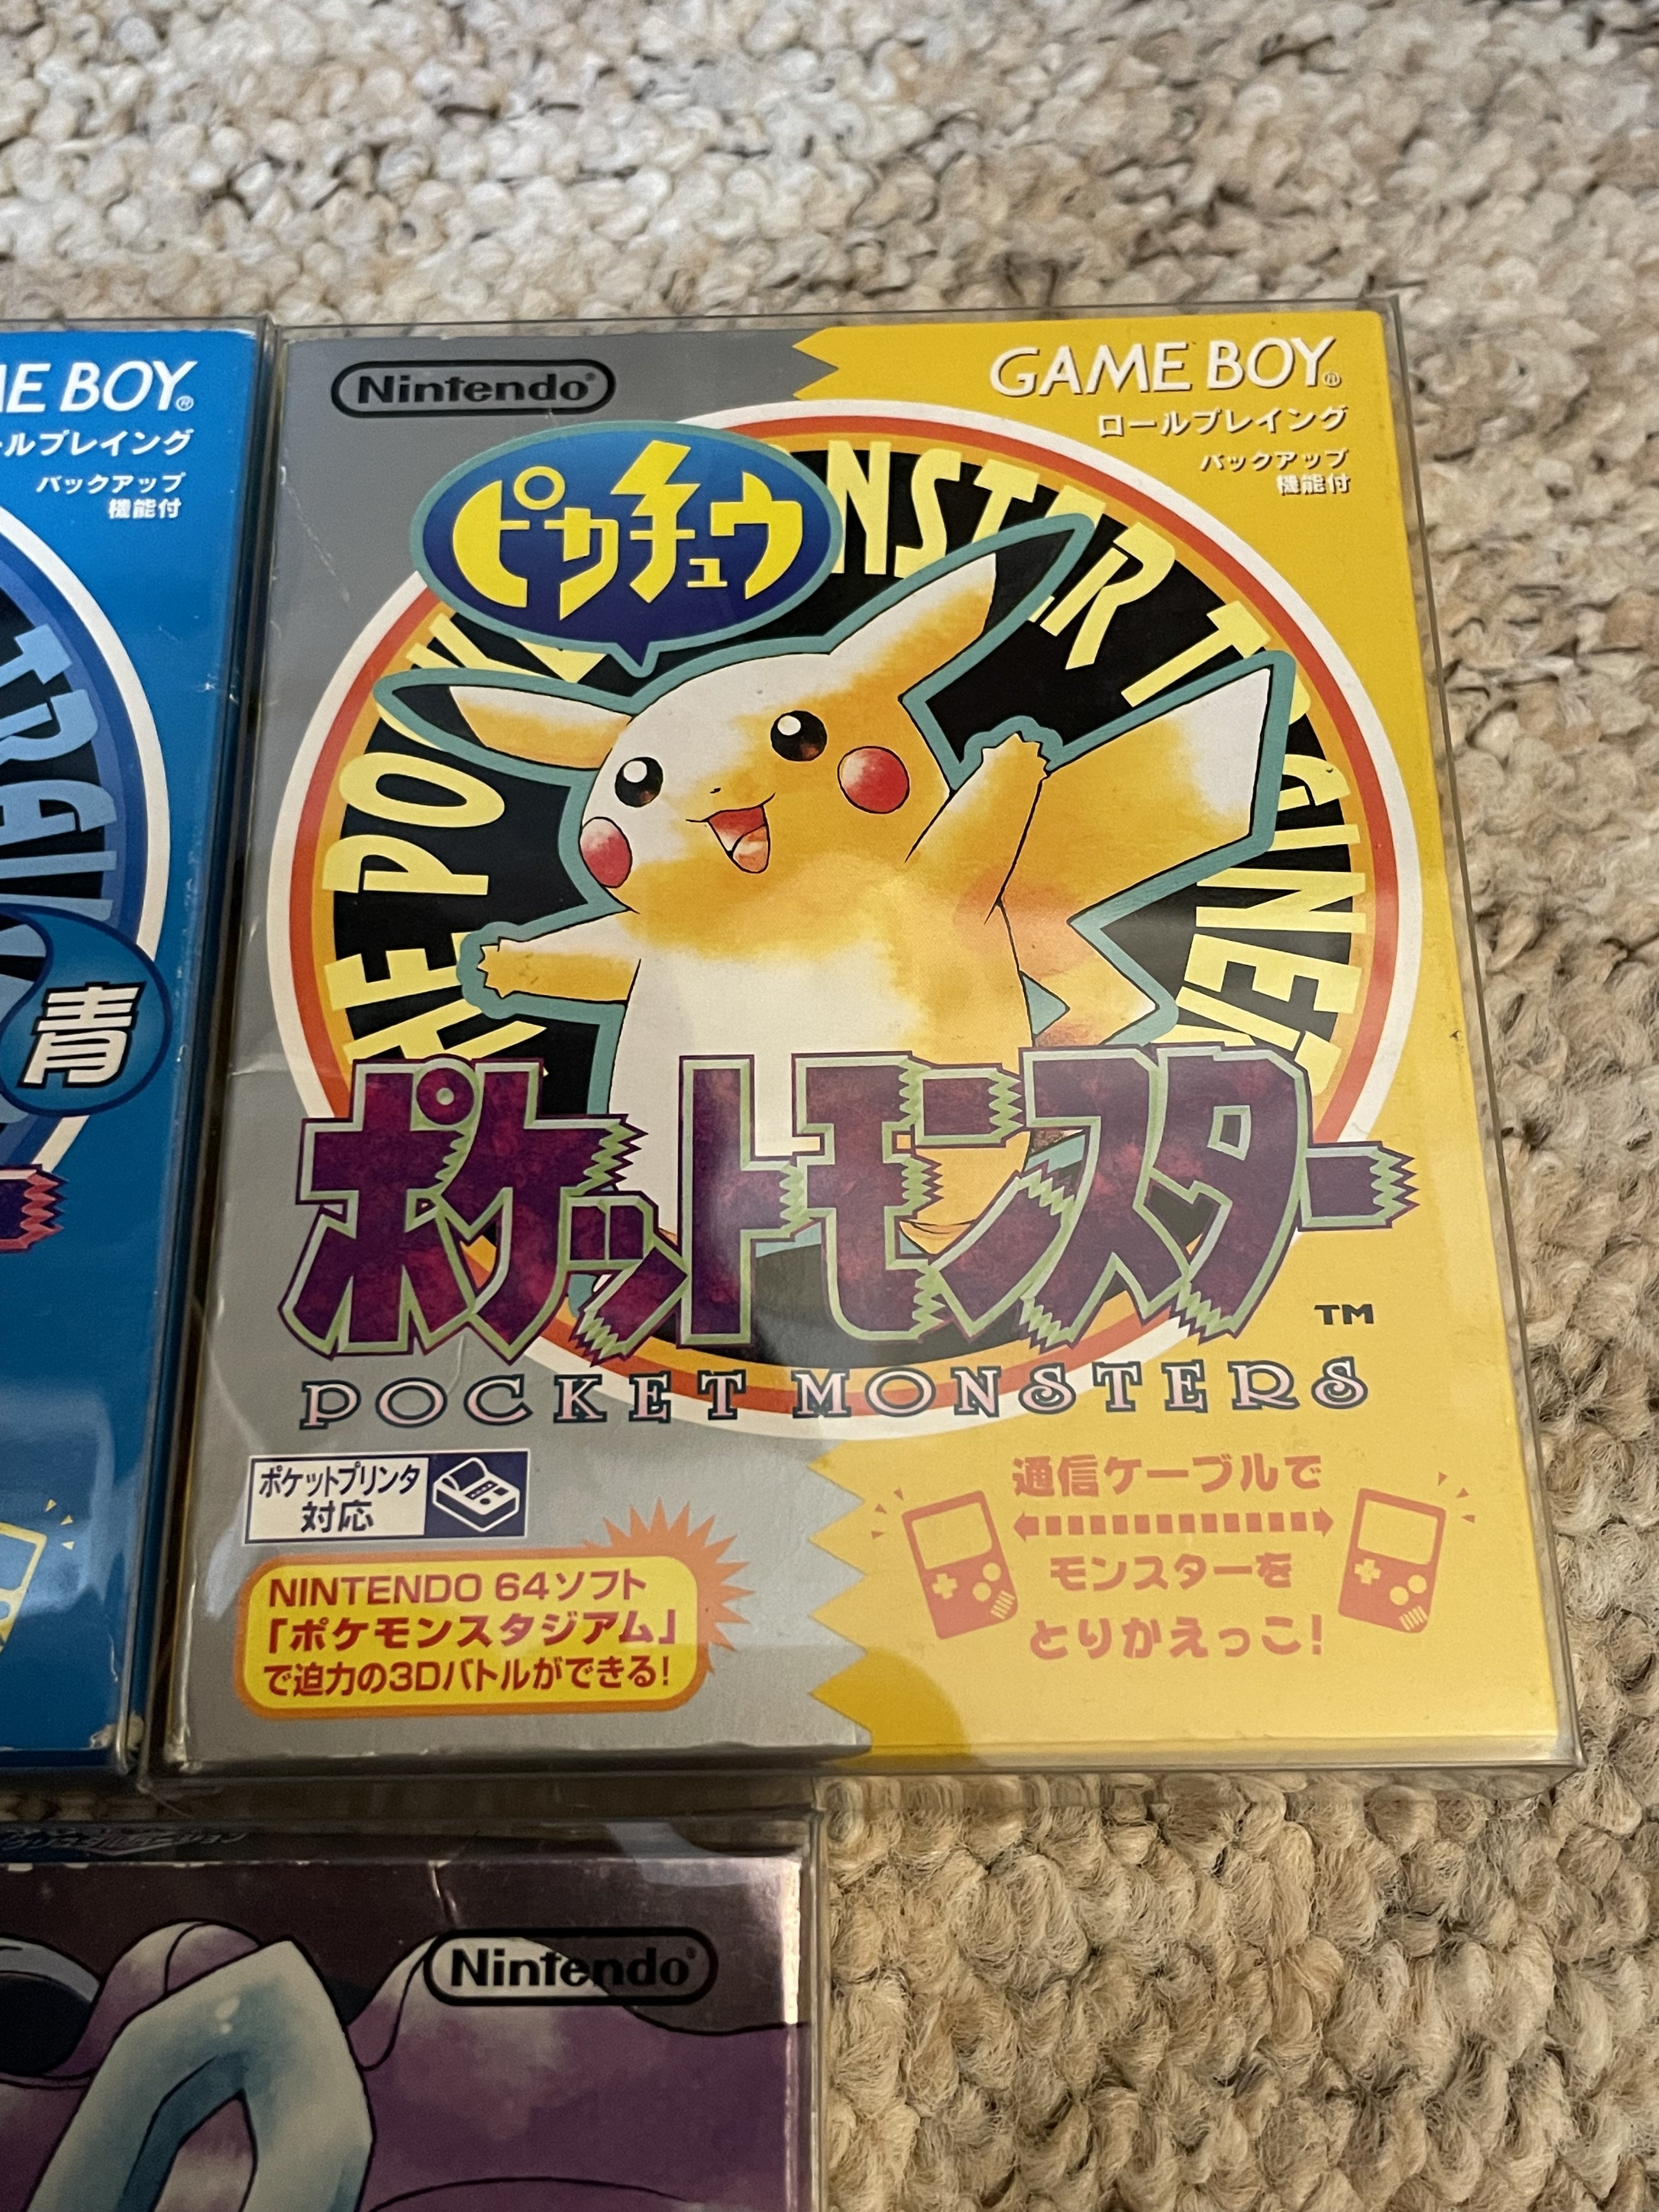 Nintendo®
GAME BOY®
ロールプレイング
バックアップ
機能付
ピカチュウ
THE POCKET MONSTER TRAINER
ポケットモンスター
TM
POCKET MONSTERS
ポケットプリンタ
対応
NINTENDO 64ソフト
「ポケモンスタジアム」
で迫力の3Dバトルができる!
通信ケーブルで
モンスターを
とりかえっこ!
BOY®
ールプレイング
バックアップ
機能付
青
Nintendo®